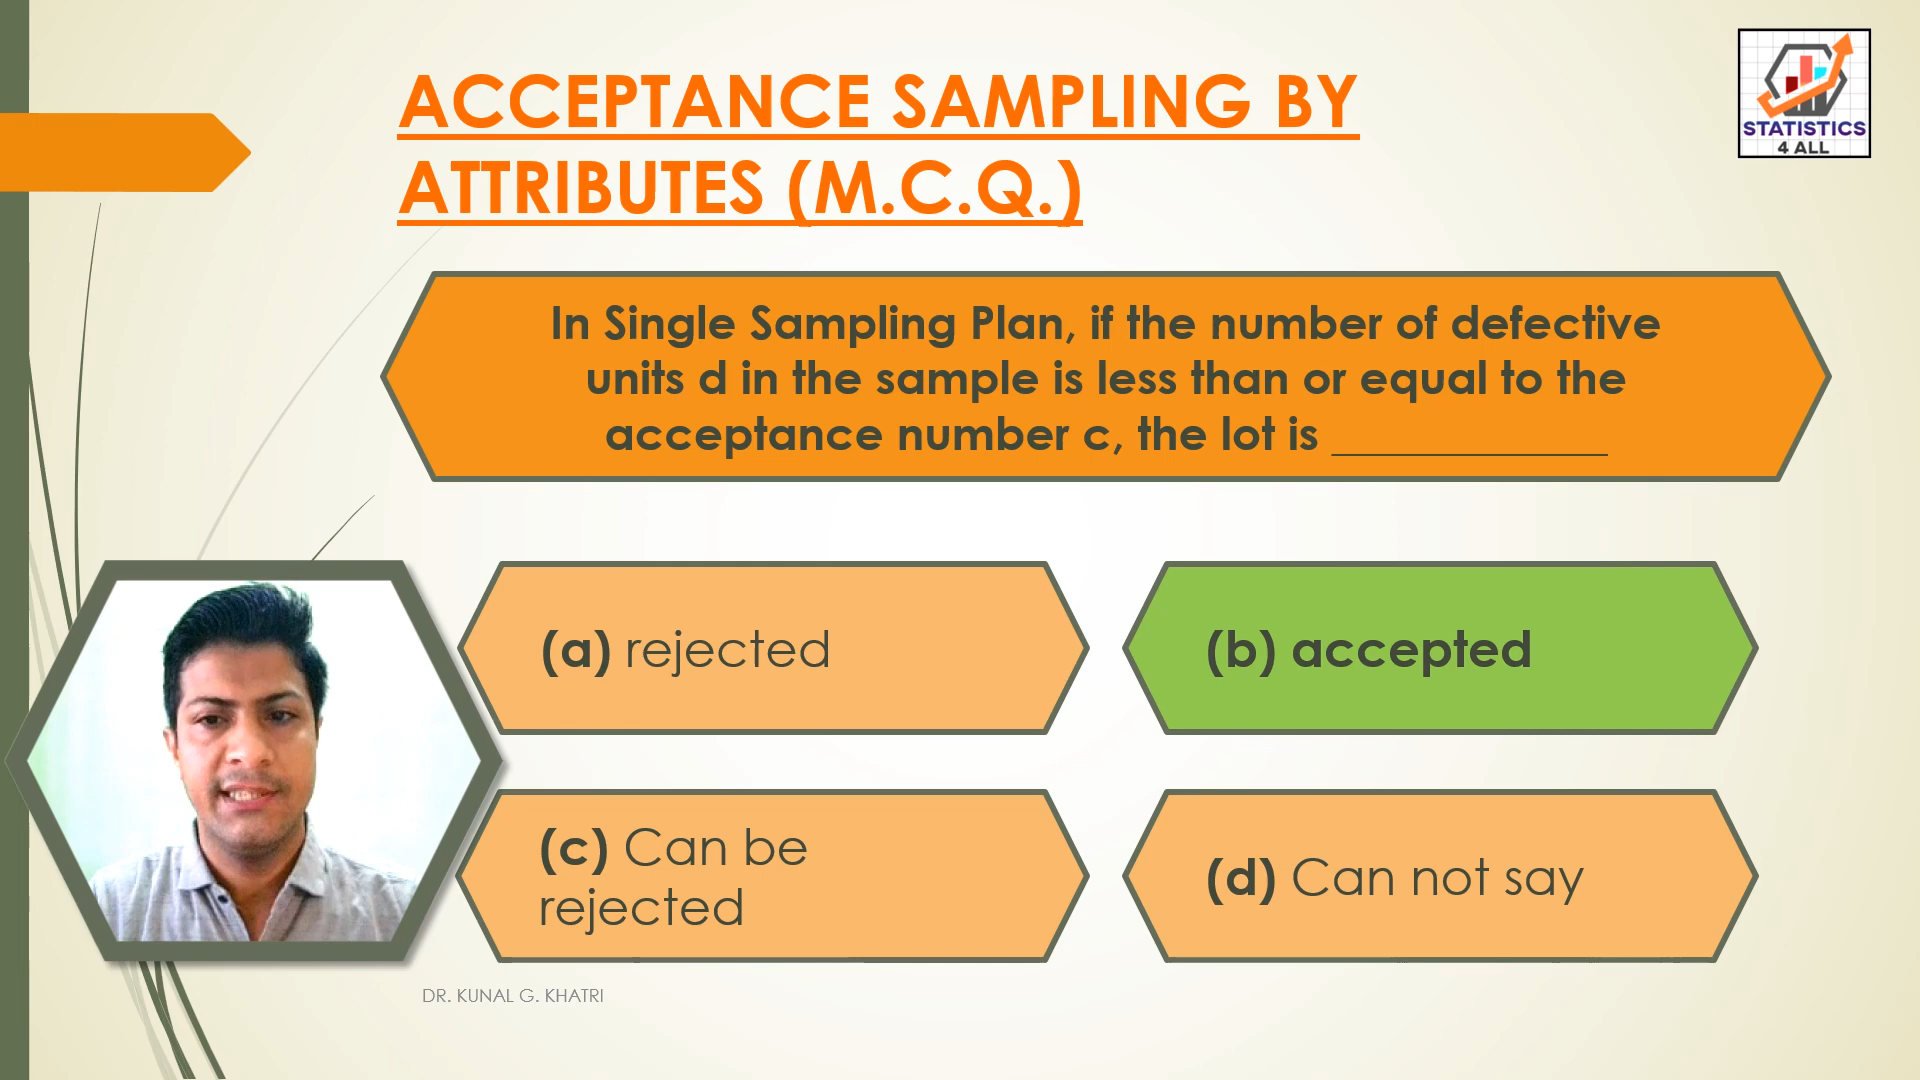 ACCEPTANCE SAMPLING BY
ATTRIBUTES (M.C.Q.)
STATISTICS
4 ALL
In Single Sampling Plan, if the number of defective
units d in the sample is less than or equal to the
acceptance number c, the lot is ____________
(a) rejected
(b) accepted
(c) Can be
rejected
(d) Can not say
DR. KUNAL G. KHATRI